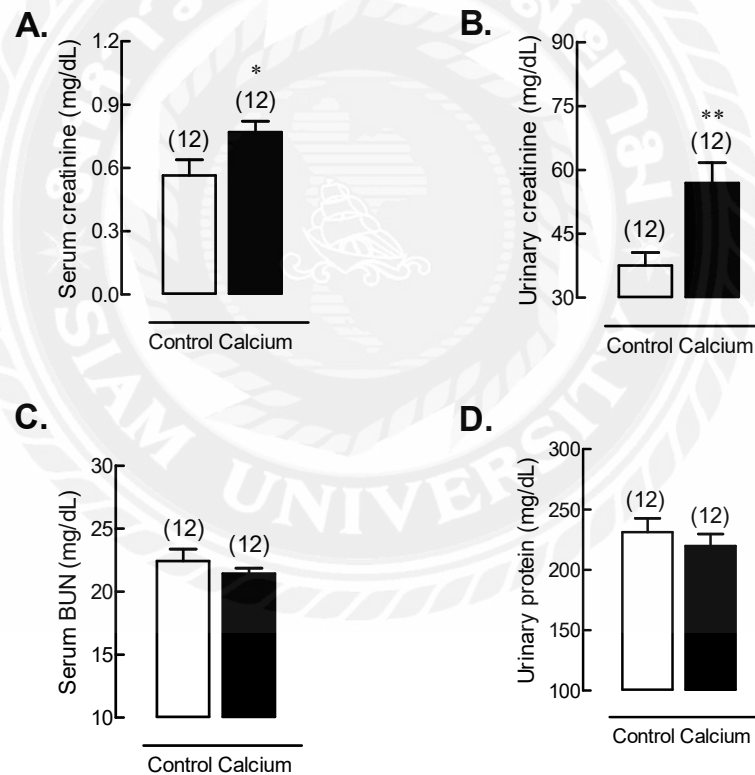 A.
Serum creatinine (mg/dL)
1.2
0.9
0.6
0.3
0.0
(12)
*
(12)
Control Calcium
B.
Urinary creatinine (mg/dL)
90
75
60
45
30
(12)
**
(12)
Control Calcium
C.
Serum BUN (mg/dL)
30
25
20
15
10
(12)
(12)
Control Calcium
D.
Urinary protein (mg/dL)
300
250
200
150
100
(12)
(12)
Control Calcium
SIAM UNIVERSITY